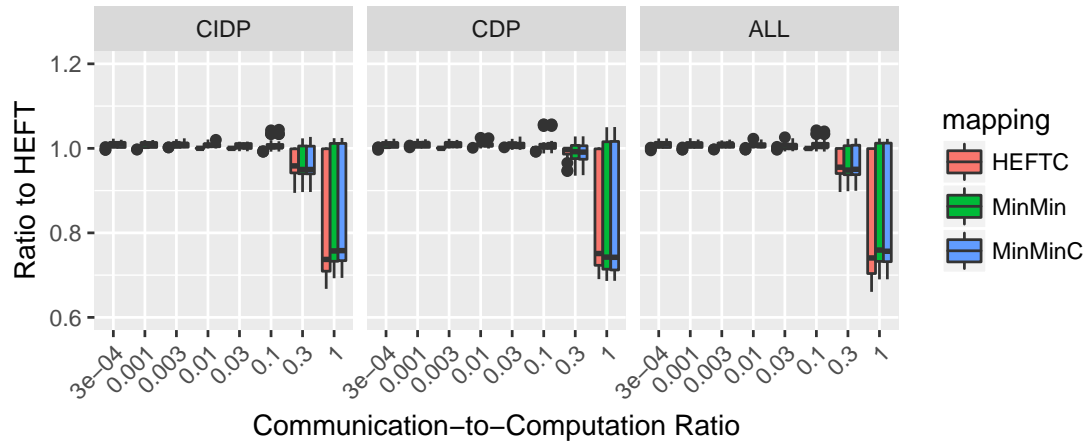 CIDP CDP ALL
Ratio to HEFT
1.2
1.0
0.8
0.6
3e−04 0.001 0.003 0.01 0.03 0.1 0.3 1
3e−04 0.001 0.003 0.01 0.03 0.1 0.3 1
3e−04 0.001 0.003 0.01 0.03 0.1 0.3 1
Communication−to−Computation Ratio
mapping
HEFTC
MinMin
MinMinC